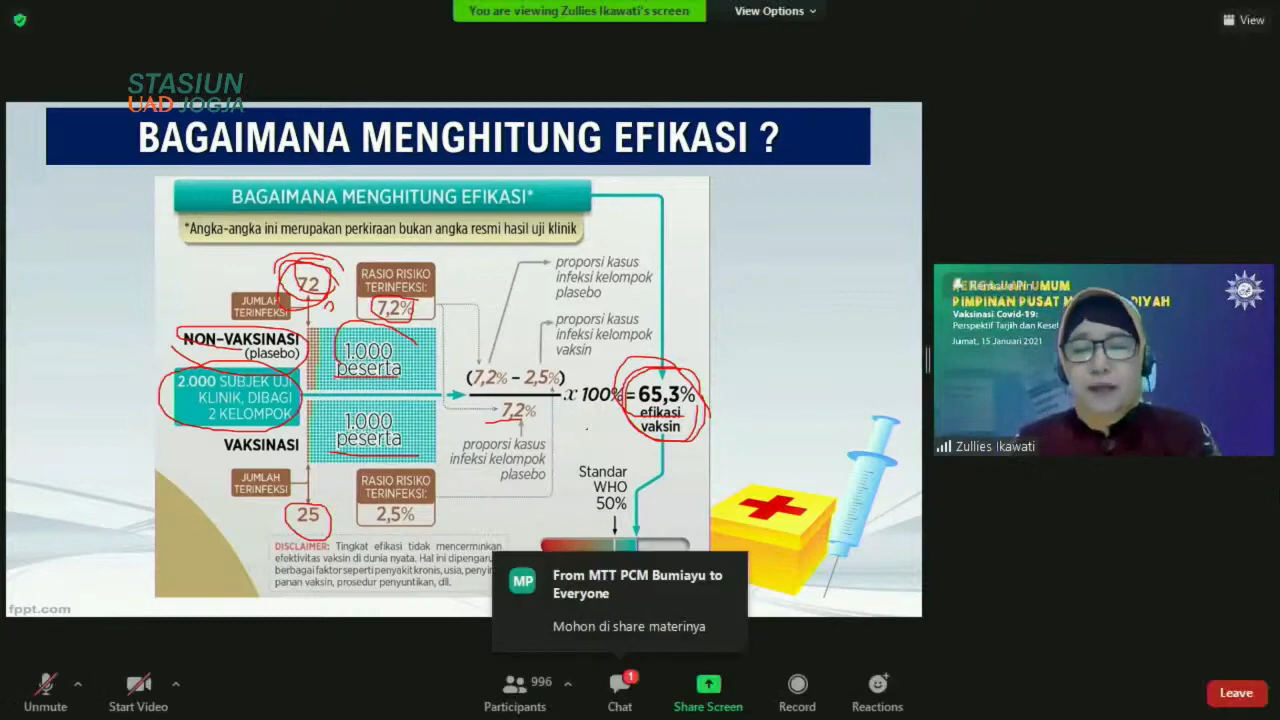 You are viewing Zullies Ikawati's screen
View Options
View
STASIUN
UAD JOGJA
BAGAIMANA MENGHITUNG EFIKASI ?
BAGAIMANA MENGHITUNG EFIKASI*
*Angka-angka ini merupakan perkiraan bukan angka resmi hasil uji klinik
72
JUMLAH
TERINFEKSI
RASIO RISIKO
TERINFEKSI:
7,2%
NON-VAKSINASI
(plasebo)
1.000
peserta
2.000 SUBJEK UJI
KLINIK, DIBAGI
2 KELOMPOK
VAKSINASI
1.000
peserta
JUMLAH
TERINFEKSI
25
RASIO RISIKO
TERINFEKSI:
2,5%
proporsi kasus
infeksi kelompok
plasebo
proporsi kasus
infeksi kelompok
vaksin
(7,2% – 2,5%)
7,2%
x 100% = 65,3%
efikasi
vaksin
proporsi kasus
infeksi kelompok
plasebo
Standar
WHO
50%
DISCLAIMER: Tingkat efikasi tidak mencerminkan
efektivitas vaksin di dunia nyata. Hal ini dipengaru
berbagai faktor seperti penyakit kronis, usia, penyim
panan vaksin, prosedur penyuntikan, dll.
fppt.com
UMUM
PIMPINAN PUSAT
Vaksinasi Covid-19:
Perspektif Tarjih dan Kese
Jumat, 15 Januari 2021
Zullies Ikawati
MP
From MTT PCM Bumiayu to
Everyone
Mohon di share materinya
Unmute
Start Video
996
Participants
1
Chat
Share Screen
Record
Reactions
Leave